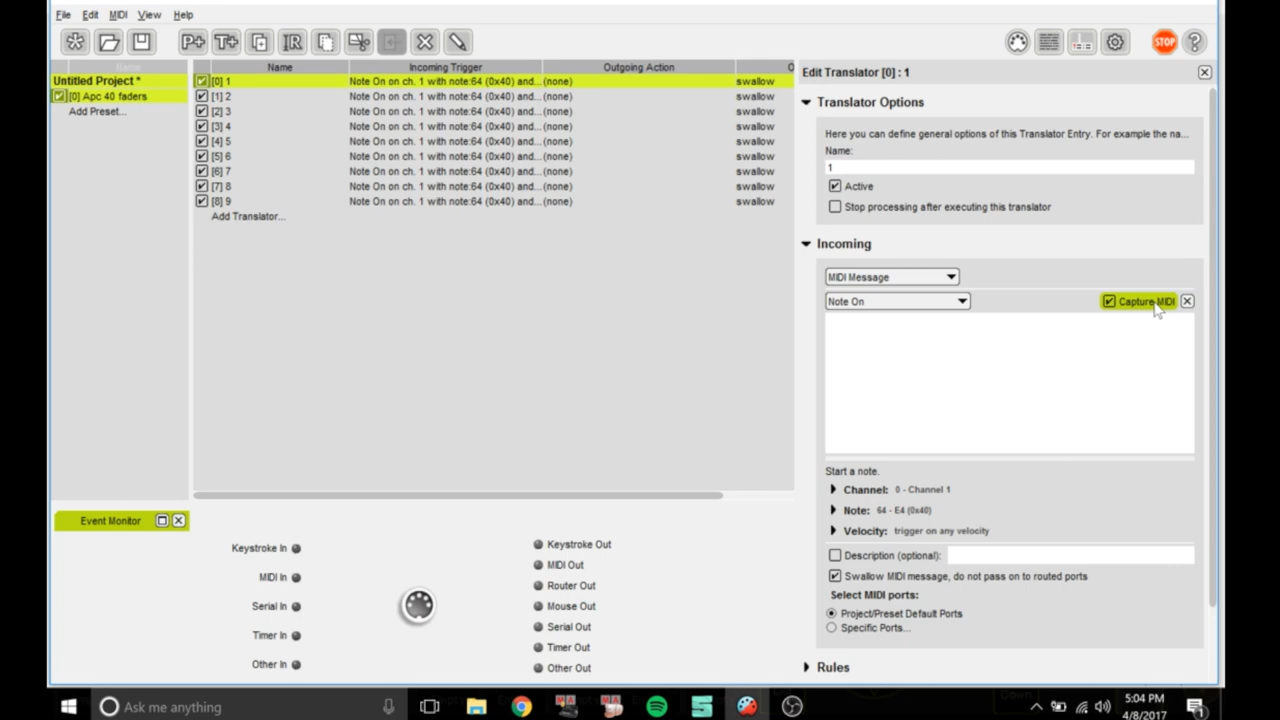 File Edit MIDI View Help
Name
Name Incoming Trigger Outgoing Action O
Untitled Project *
[0] Apc 40 faders
Add Preset...
[0] 1 Note On on ch. 1 with note:64 (0x40) and... (none) swallow
[1] 2 Note On on ch. 1 with note:64 (0x40) and... (none) swallow
[2] 3 Note On on ch. 1 with note:64 (0x40) and... (none) swallow
[3] 4 Note On on ch. 1 with note:64 (0x40) and... (none) swallow
[4] 5 Note On on ch. 1 with note:64 (0x40) and... (none) swallow
[5] 6 Note On on ch. 1 with note:64 (0x40) and... (none) swallow
[6] 7 Note On on ch. 1 with note:64 (0x40) and... (none) swallow
[7] 8 Note On on ch. 1 with note:64 (0x40) and... (none) swallow
[8] 9 Note On on ch. 1 with note:64 (0x40) and... (none) swallow
Add Translator...
P+ T+ IR STOP ?
Edit Translator [0] : 1
Translator Options
Here you can define general options of this Translator Entry. For example the na...
Name:
1
Active
Stop processing after executing this translator
Incoming
MIDI Message
Note On Capture MIDI
Start a note.
Channel: 0 - Channel 1
Note: 64 - E4 (0x40)
Velocity: trigger on any velocity
Description (optional):
Swallow MIDI message, do not pass on to routed ports
Select MIDI ports:
Project/Preset Default Ports
Specific Ports...
Rules
Event Monitor
Keystroke In
MIDI In
Serial In
Timer In
Other In
Keystroke Out
MIDI Out
Router Out
Mouse Out
Serial Out
Timer Out
Other Out
Ask me anything
5:04 PM
4/8/2017